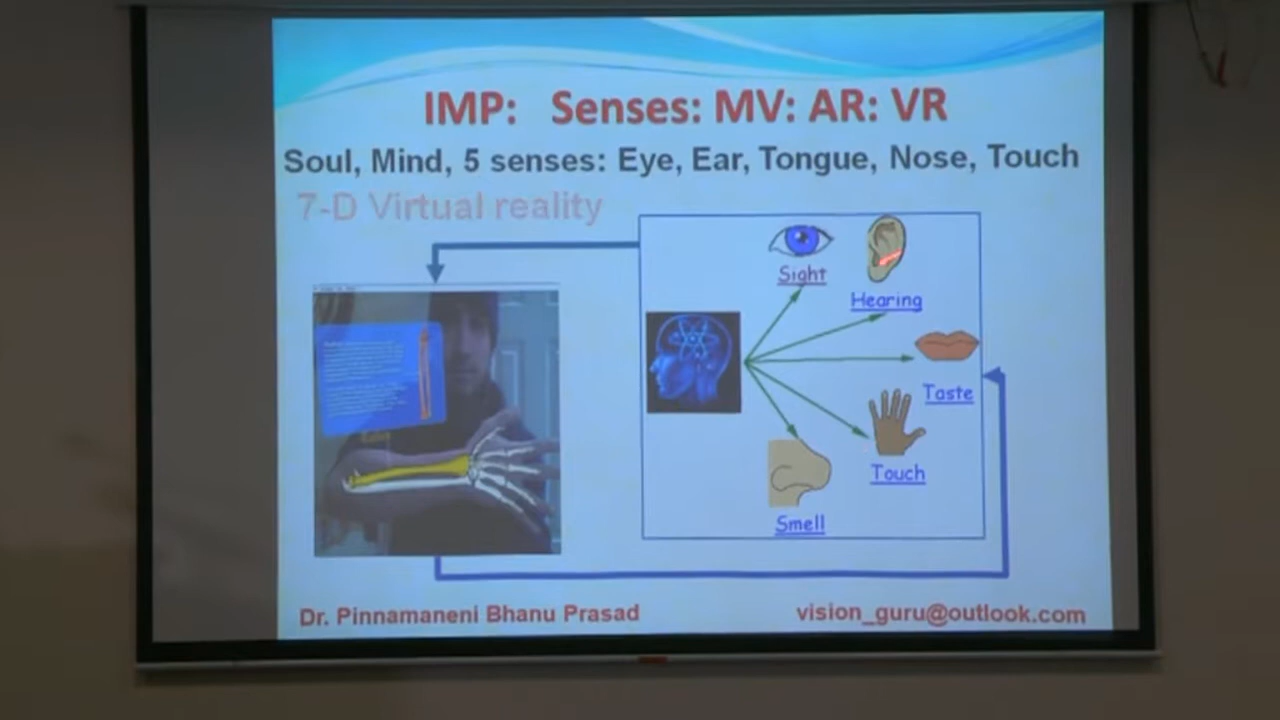 IMP: Senses: MV: AR: VR
Soul, Mind, 5 senses: Eye, Ear, Tongue, Nose, Touch
7-D Virtual reality
Sight
Hearing
Taste
Touch
Smell
Dr. Pinnamaneni Bhanu Prasad
vision_guru@outlook.com